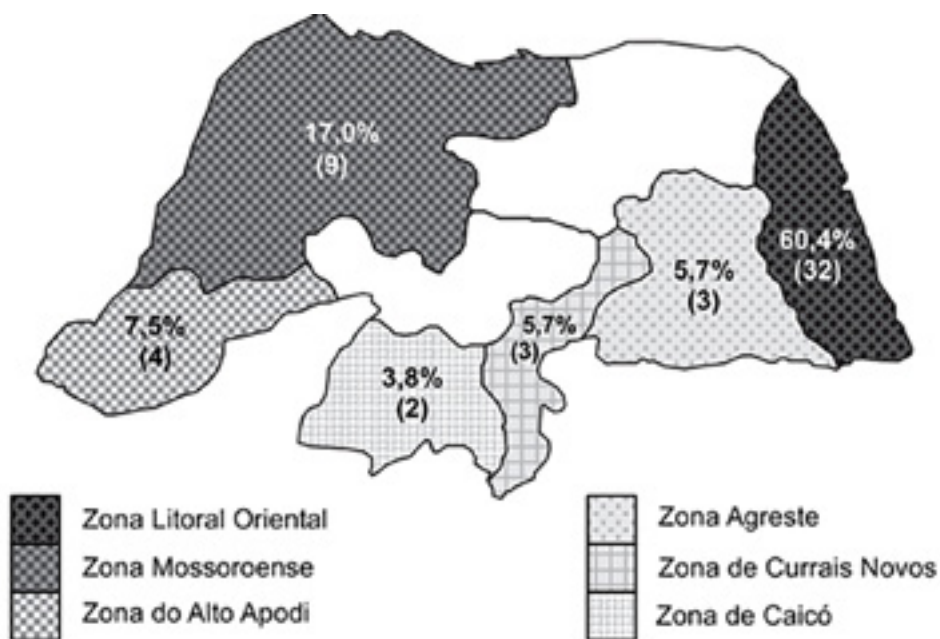 17,0%
(9)
60,4%
(32)
5,7%
(3)
5,7%
(3)
7,5%
(4)
3,8%
(2)
Zona Litoral Oriental
Zona Mossoroense
Zona do Alto Apodi
Zona Agreste
Zona de Currais Novos
Zona de Caicó